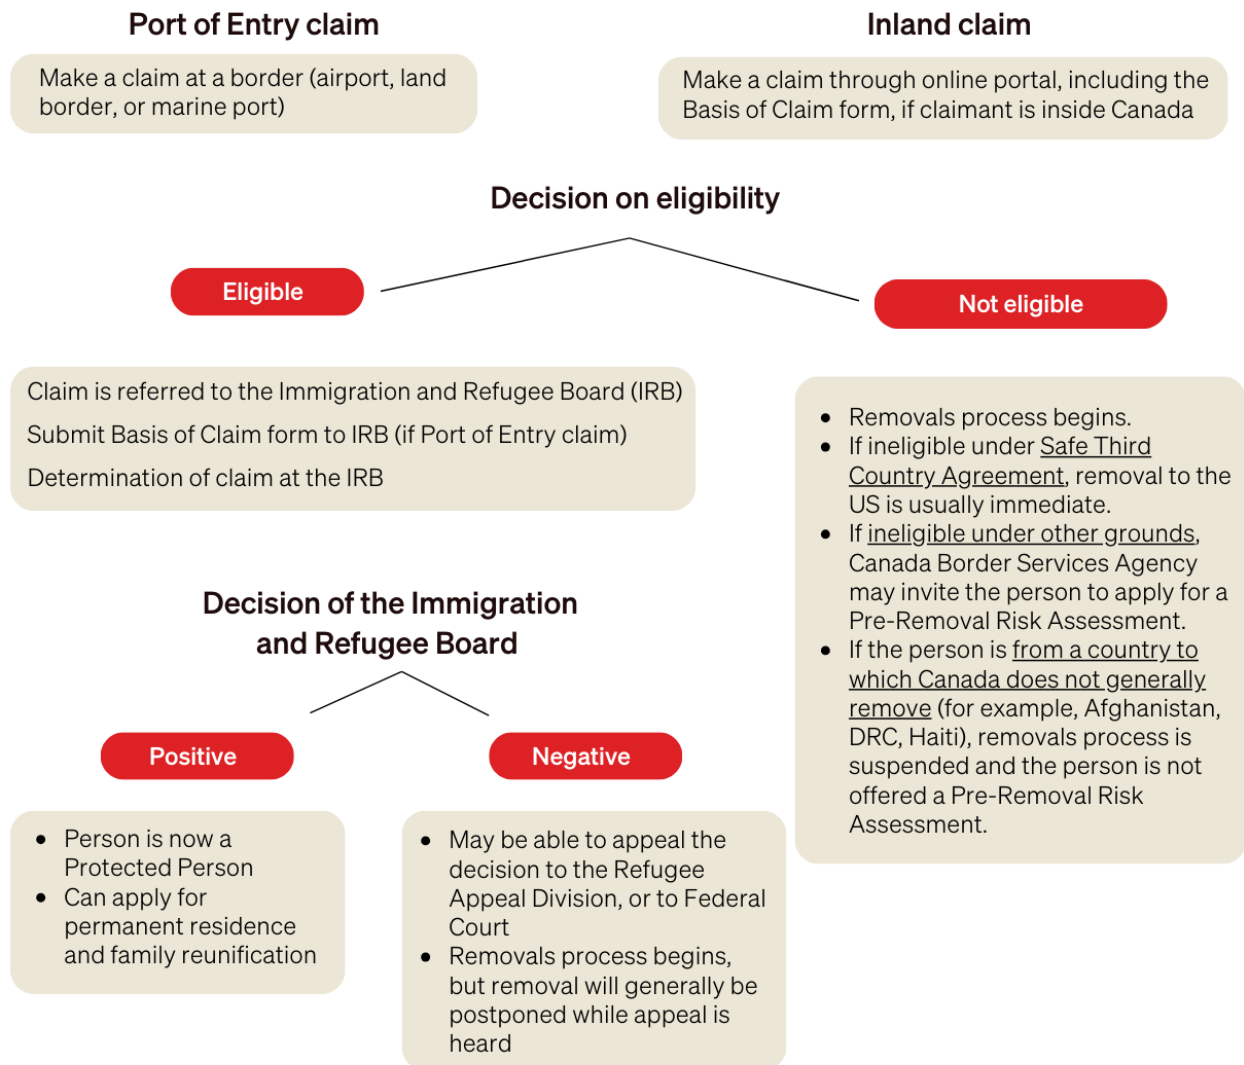 Port of Entry claim
Make a claim at a border (airport, land
border, or marine port)
Inland claim
Make a claim through online portal, including the
Basis of Claim form, if claimant is inside Canada
Decision on eligibility
Eligible
Not eligible
Claim is referred to the Immigration and Refugee Board (IRB)
Submit Basis of Claim form to IRB (if Port of Entry claim)
Determination of claim at the IRB
• Removals process begins.
• If ineligible under Safe Third
Country Agreement, removal to the
US is usually immediate.
• If ineligible under other grounds,
Canada Border Services Agency
may invite the person to apply for a
Pre-Removal Risk Assessment.
• If the person is from a country to
which Canada does not generally
remove (for example, Afghanistan,
DRC, Haiti), removals process is
suspended and the person is not
offered a Pre-Removal Risk
Assessment.
Decision of the Immigration
and Refugee Board
Positive
Negative
• Person is now a
Protected Person
• Can apply for
permanent residence
and family reunification
• May be able to appeal the
decision to the Refugee
Appeal Division, or to Federal
Court
• Removals process begins,
but removal will generally be
postponed while appeal is
heard